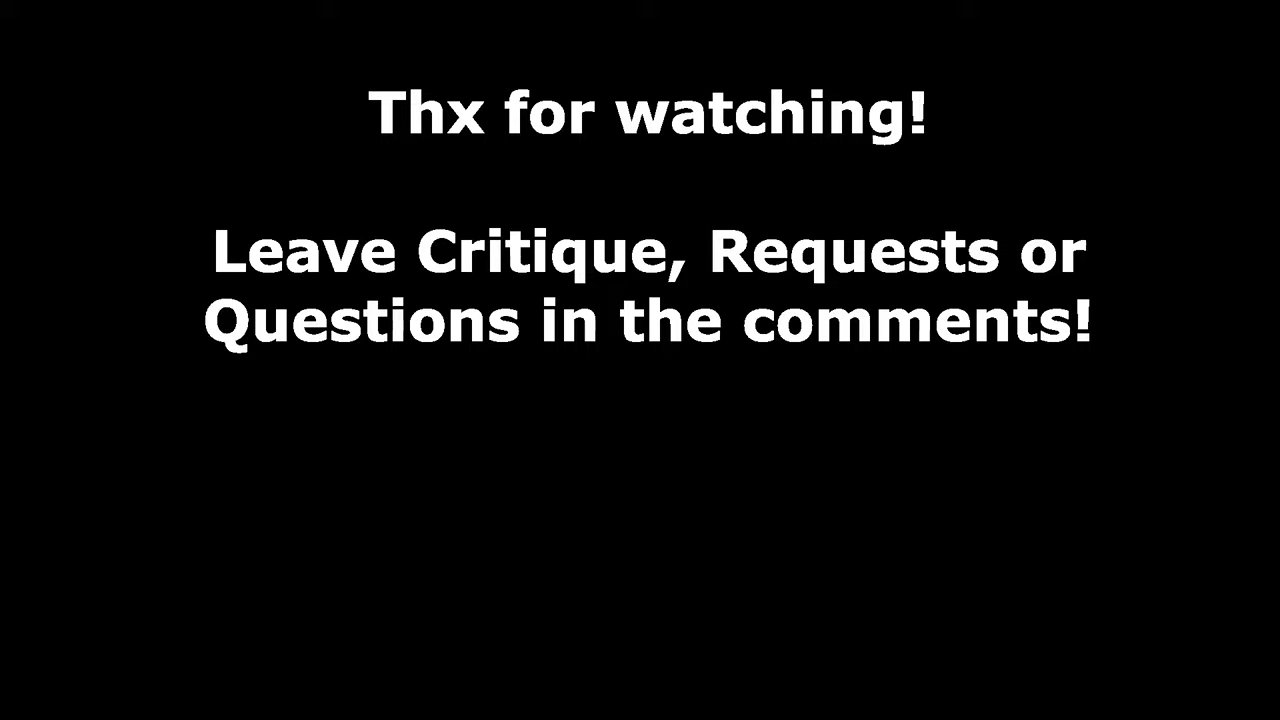 Thx for watching!
Leave Critique, Requests or
Questions in the comments!